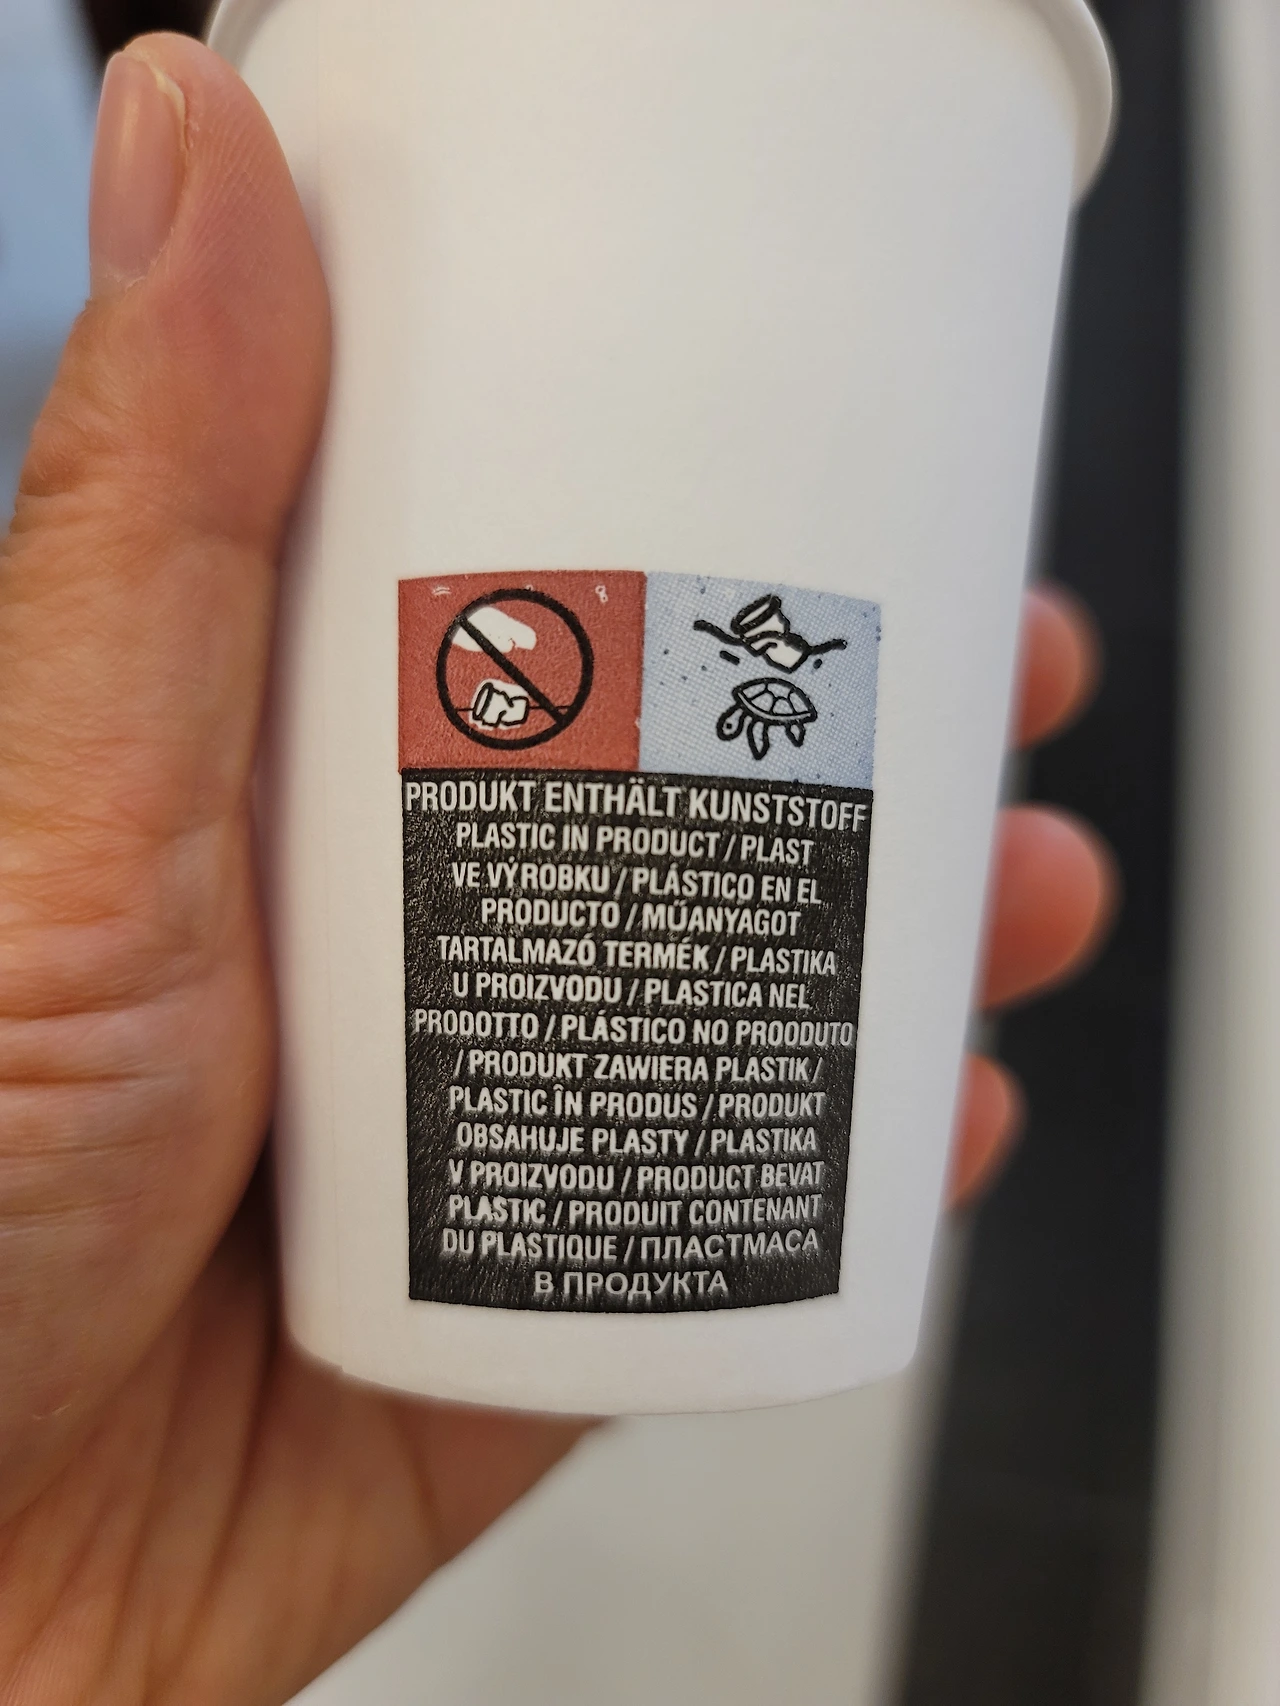 PRODUKT ENTHÄLT KUNSTSTOFF
PLASTIC IN PRODUCT / PLAST
VE VÝROBKU / PLÁSTICO EN EL
PRODUCTO / MŰANYAGOT
TARTALMAZÓ TERMÉK / PLASTIKA
U PROIZVODU / PLASTICA NEL
PRODOTTO / PLÁSTICO NO PROODUTO
/ PRODUKT ZAWIERA PLASTIK /
PLASTIC ÎN PRODUS / PRODUKT
OBSAHUJE PLASTY / PLASTIKA
V PROIZVODU / PRODUCT BEVAT
PLASTIC / PRODUIT CONTENANT
DU PLASTIQUE / ПЛАСТМАСА
В ПРОДУКТА